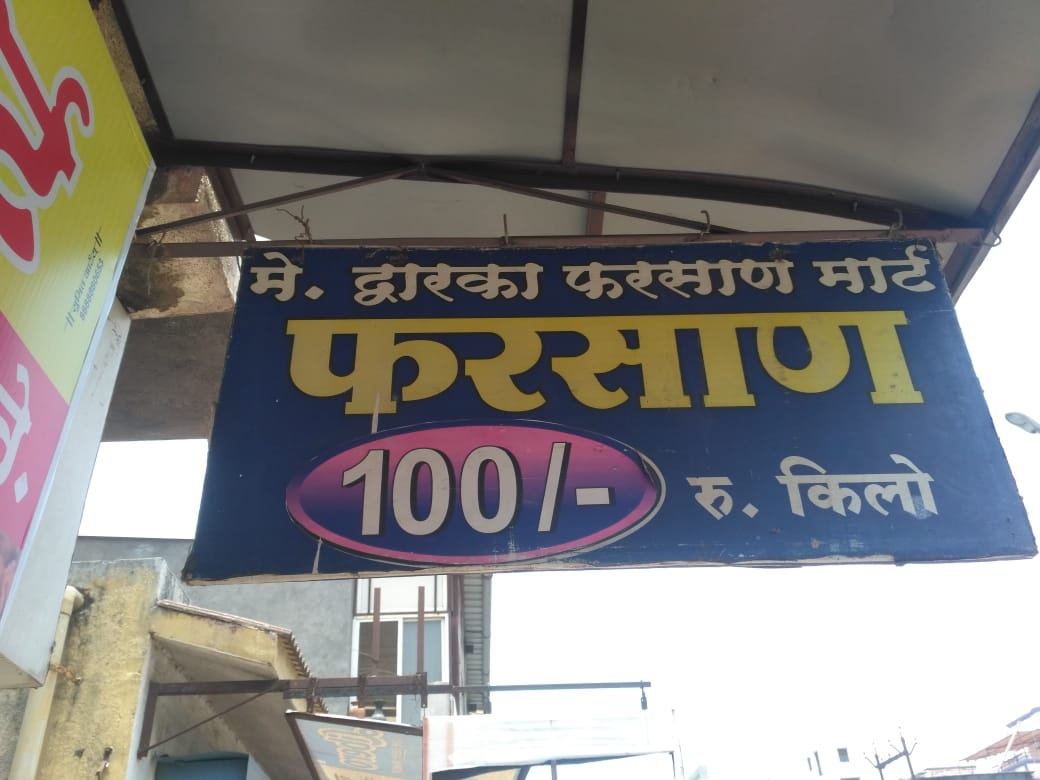 मे. द्वारका फरसाण मार्ट
फरसाण
100/- रु. किलो